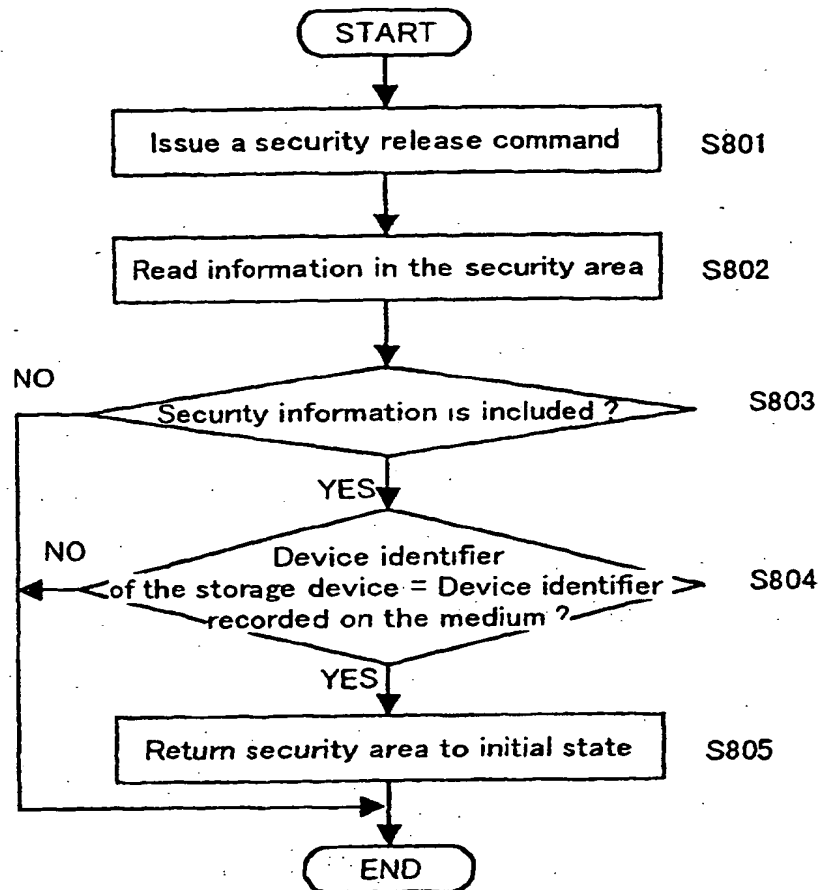 START
Issue a security release command
S801
Read information in the security area
S802
NO
Security information is included ?
S803
YES
NO
Device identifier
of the storage device = Device identifier
recorded on the medium ?
S804
YES
Return security area to initial state
S805
END